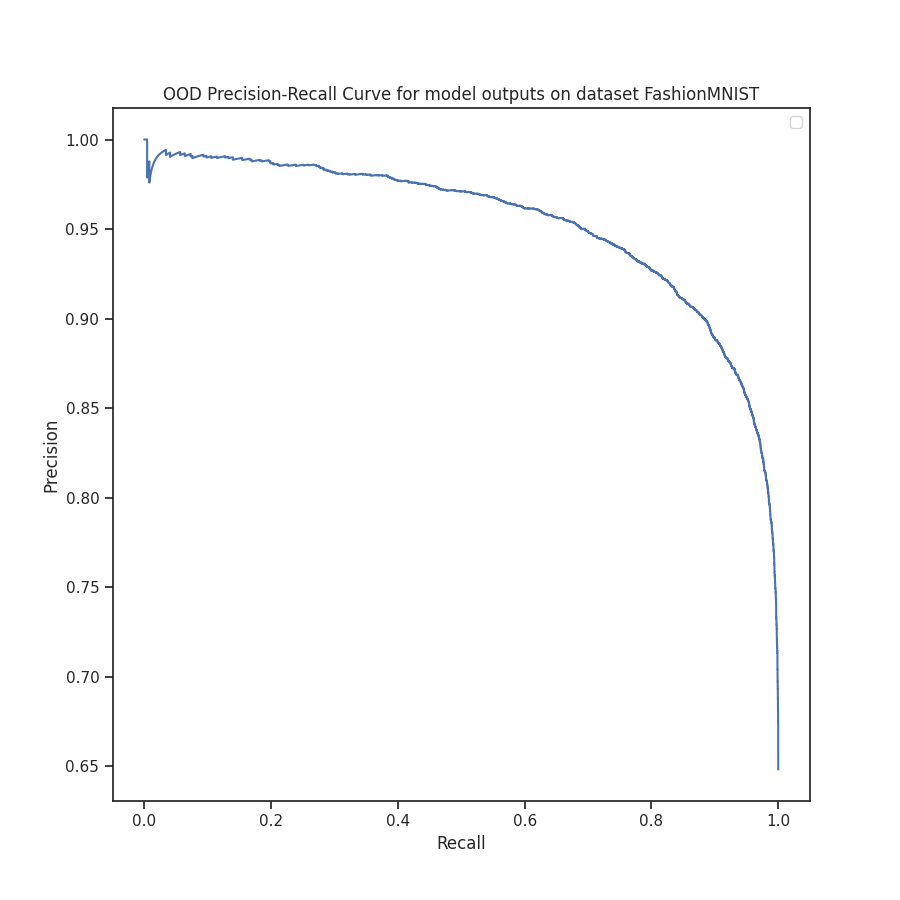 OOD Precision-Recall Curve for model outputs on dataset FashionMNIST
1.00
0.95
0.90
0.85
0.80
0.75
0.70
0.65
Precision
0.0 0.2 0.4 0.6 0.8 1.0
Recall